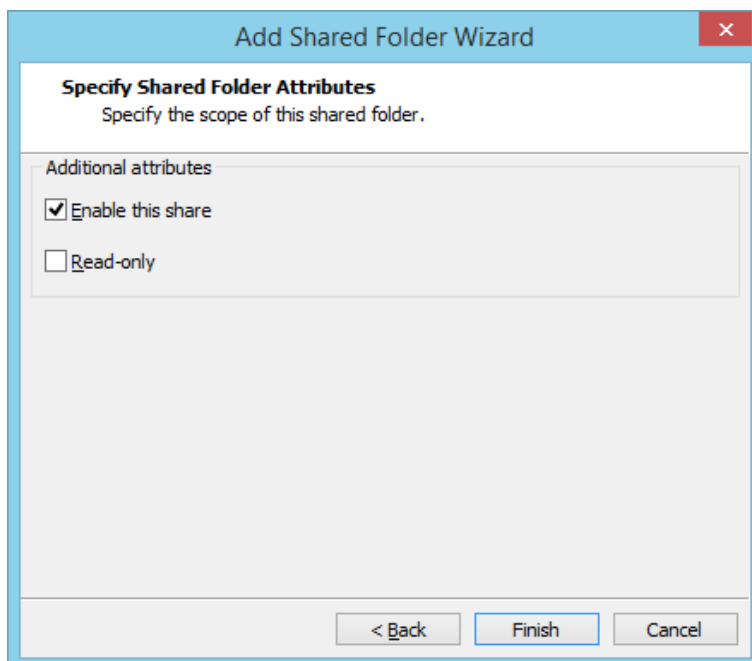 Add Shared Folder Wizard
Specify Shared Folder Attributes
Specify the scope of this shared folder.
Additional attributes
Enable this share
Read-only
< Back Finish Cancel